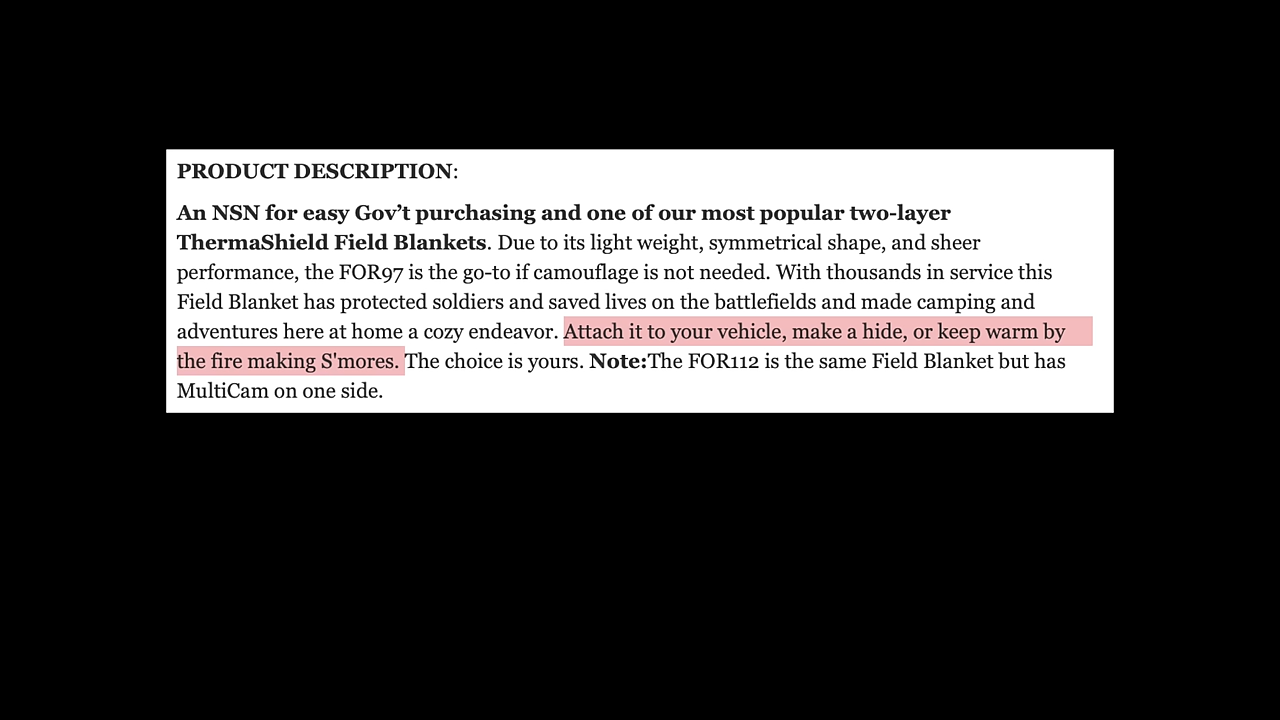 PRODUCT DESCRIPTION:
An NSN for easy Gov’t purchasing and one of our most popular two-layer
ThermaShield Field Blankets. Due to its light weight, symmetrical shape, and sheer
performance, the FOR97 is the go-to if camouflage is not needed. With thousands in service this
Field Blanket has protected soldiers and saved lives on the battlefields and made camping and
adventures here at home a cozy endeavor. Attach it to your vehicle, make a hide, or keep warm by
the fire making S'mores. The choice is yours. Note:The FOR112 is the same Field Blanket but has
MultiCam on one side.